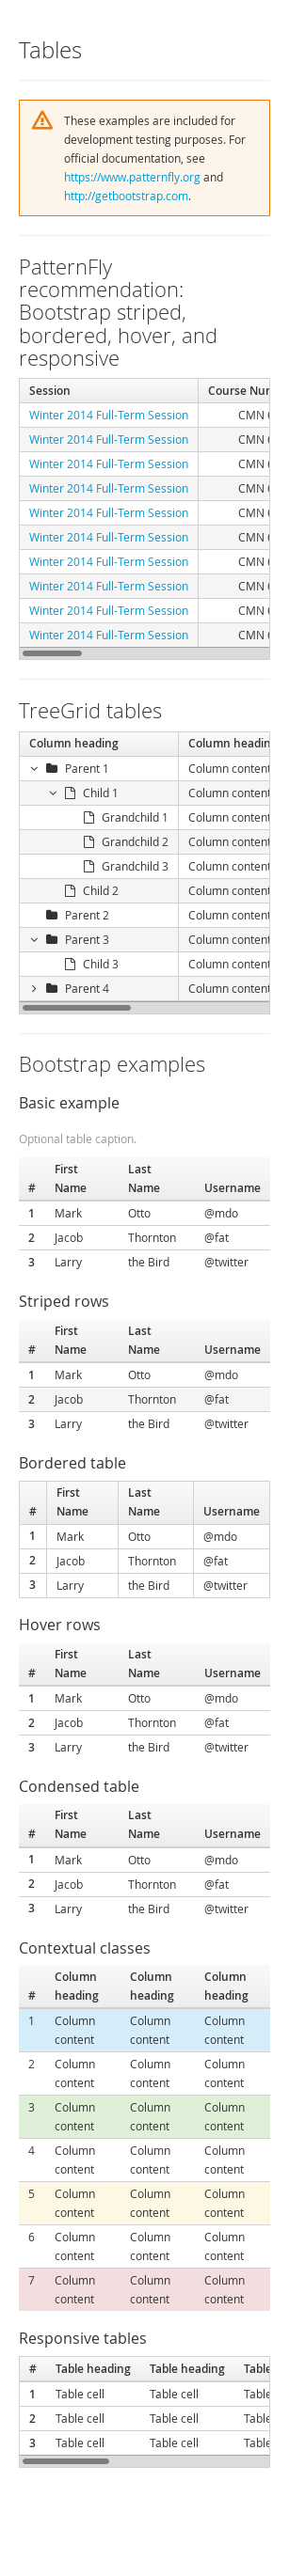 Tables
These examples are included for
development testing purposes. For
official documentation, see
https://www.patternfly.org and
http://getbootstrap.com.
PatternFly
recommendation:
Bootstrap striped,
bordered, hover, and
responsive
Session Course Nur
Winter 2014 Full-Term Session CMN
Winter 2014 Full-Term Session CMN
Winter 2014 Full-Term Session CMN
Winter 2014 Full-Term Session CMN
Winter 2014 Full-Term Session CMN
Winter 2014 Full-Term Session CMN
Winter 2014 Full-Term Session CMN
Winter 2014 Full-Term Session CMN
Winter 2014 Full-Term Session CMN
Winter 2014 Full-Term Session CMN
TreeGrid tables
Column heading Column headin
Parent 1 Column content
Child 1 Column content
Grandchild 1 Column content
Grandchild 2 Column content
Grandchild 3 Column content
Child 2 Column content
Parent 2 Column content
Parent 3 Column content
Child 3 Column content
Parent 4 Column content
Bootstrap examples
Basic example
Optional table caption.
First Last
# Name Name Username
1 Mark Otto @mdo
2 Jacob Thornton @fat
3 Larry the Bird @twitter
Striped rows
First Last
# Name Name Username
1 Mark Otto @mdo
2 Jacob Thornton @fat
3 Larry the Bird @twitter
Bordered table
First Last
# Name Name Username
1 Mark Otto @mdo
2 Jacob Thornton @fat
3 Larry the Bird @twitter
Hover rows
First Last
# Name Name Username
1 Mark Otto @mdo
2 Jacob Thornton @fat
3 Larry the Bird @twitter
Condensed table
First Last
# Name Name Username
1 Mark Otto @mdo
2 Jacob Thornton @fat
3 Larry the Bird @twitter
Contextual classes
Column Column Column
# heading heading heading
1 Column Column Column
content content content
2 Column Column Column
content content content
3 Column Column Column
content content content
4 Column Column Column
content content content
5 Column Column Column
content content content
6 Column Column Column
content content content
7 Column Column Column
content content content
Responsive tables
# Table heading Table heading Table
1 Table cell Table cell Table
2 Table cell Table cell Table
3 Table cell Table cell Table